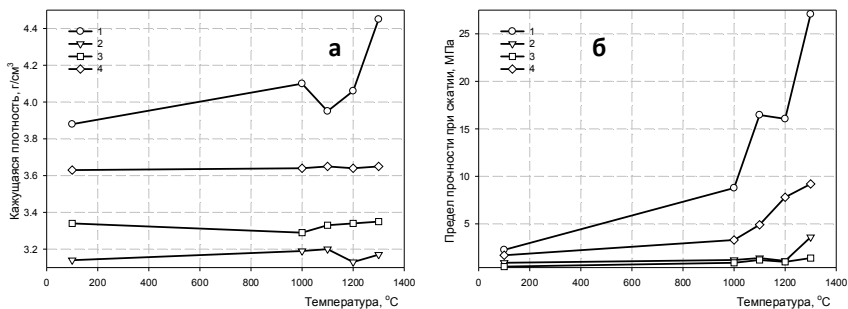 а
1
2
3
4
4.4
4.2
4.0
3.8
3.6
3.4
3.2
Кажущаяся плотность, г/см³
0 200 400 600 800 1000 1200 1400
Температура, °С
б
1
2
3
4
25
20
15
10
5
Предел прочности при сжатии, МПа
0 200 400 600 800 1000 1200 1400
Температура, °С